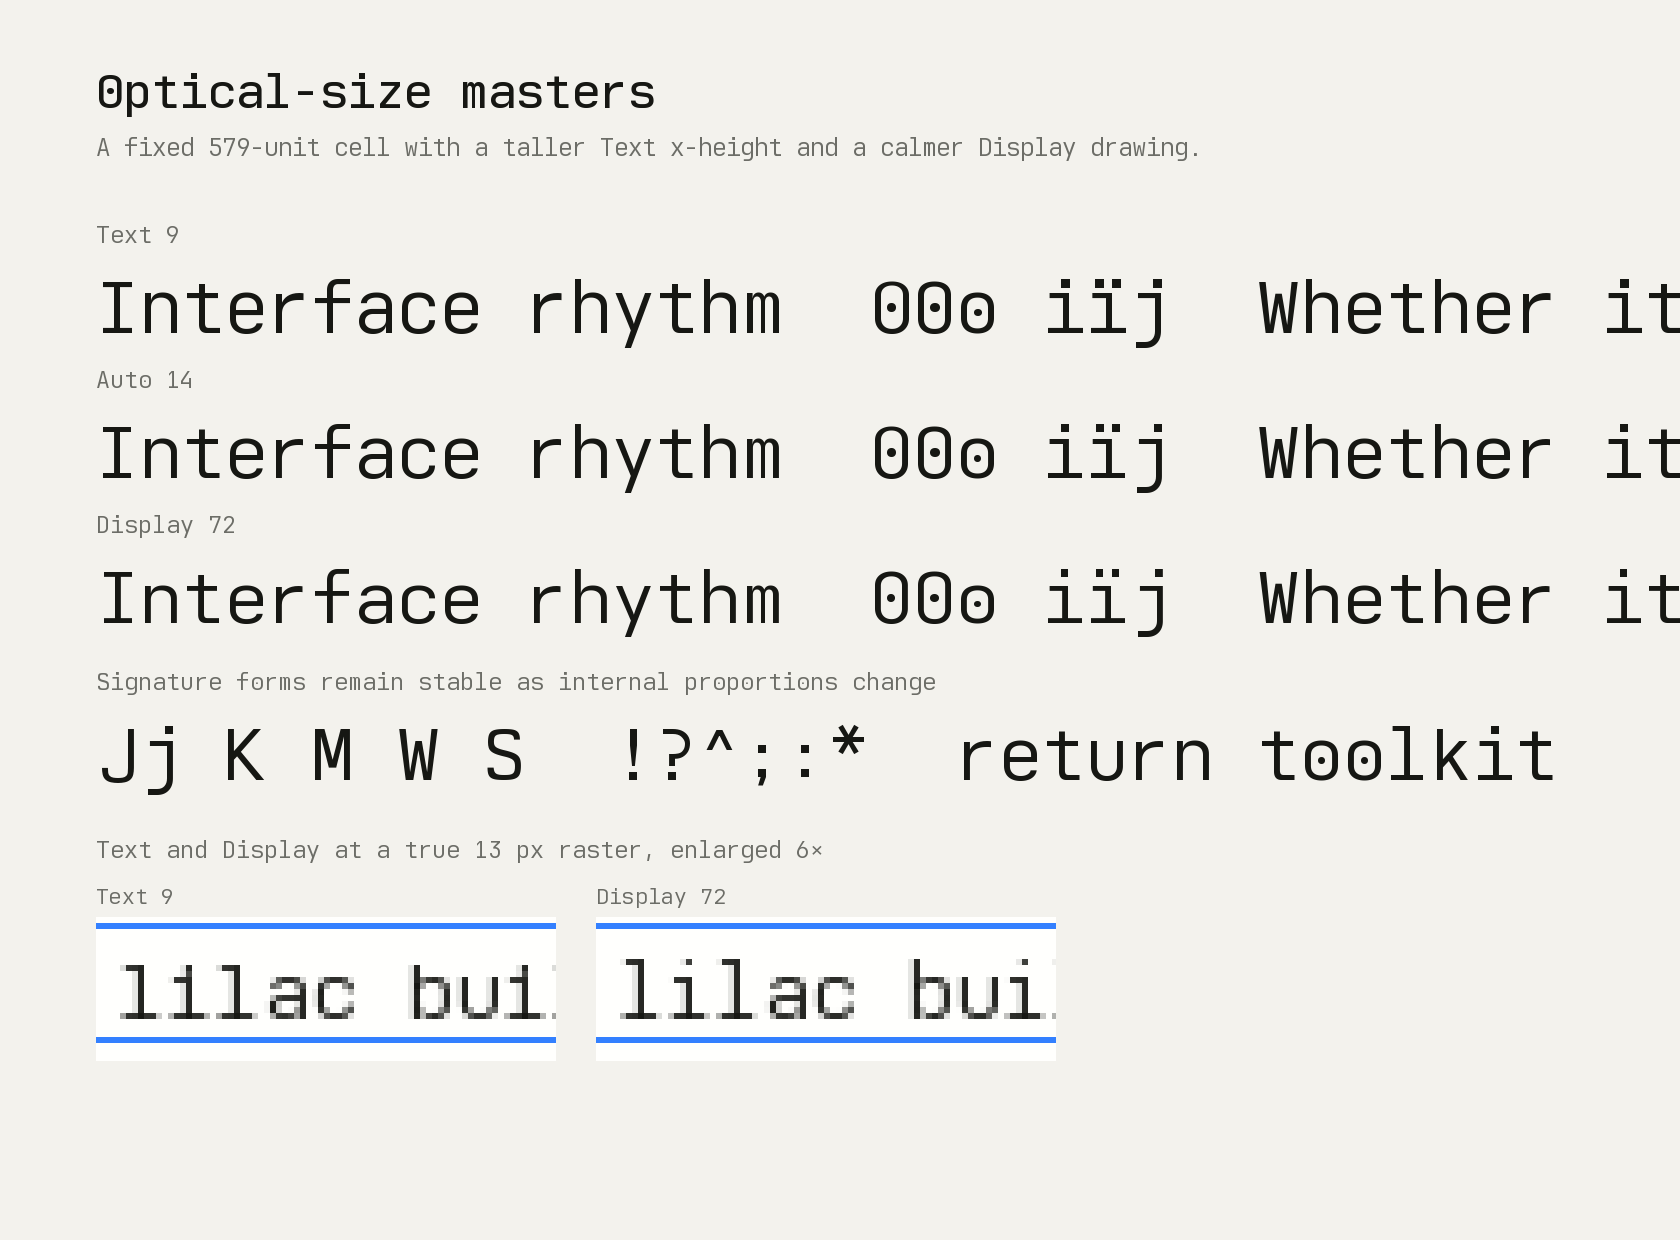 Optical-size masters
A fixed 579-unit cell with a taller Text x-height and a calmer Display drawing.
Text 9
Interface rhythm  O0o iïj  Whether it
Auto 14
Interface rhythm  O0o iïj  Whether it
Display 72
Interface rhythm  O0o iïj  Whether it
Signature forms remain stable as internal proportions change
Jj K M W S  !?^;:*  return toolkit
Text and Display at a true 13 px raster, enlarged 6×
Text 9
lilac bui
Display 72
lilac bui